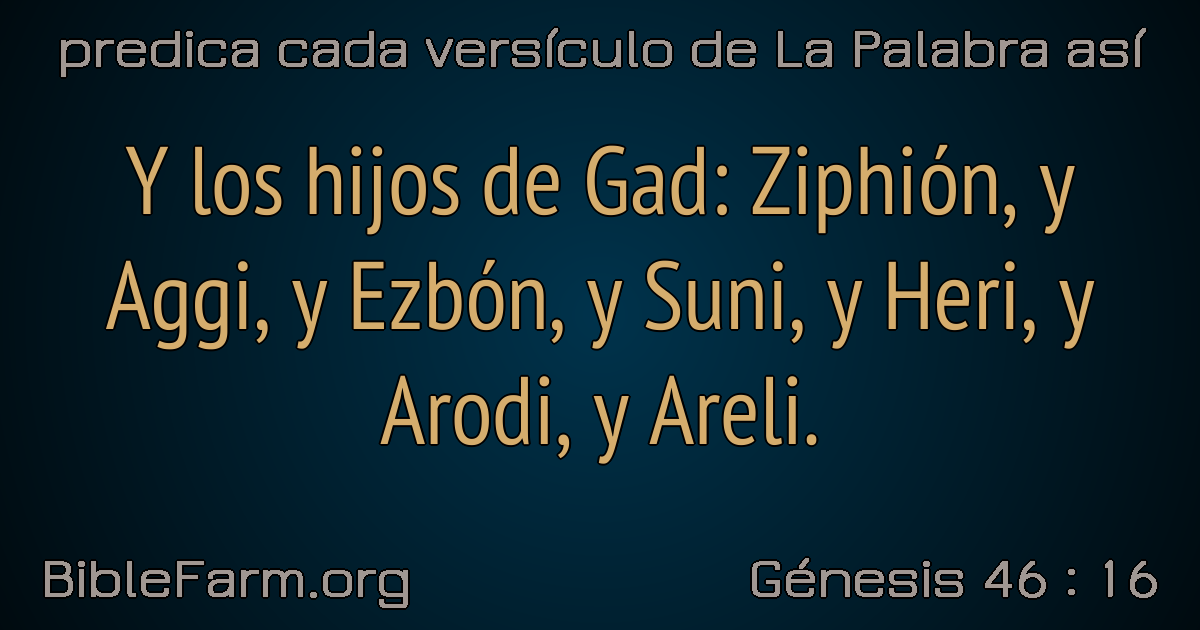 predica cada versículo de La Palabra así
Y los hijos de Gad: Ziphión, y
Aggi, y Ezbón, y Suni, y Heri, y
Arodi, y Areli.
BibleFarm.org
Génesis 46 : 16